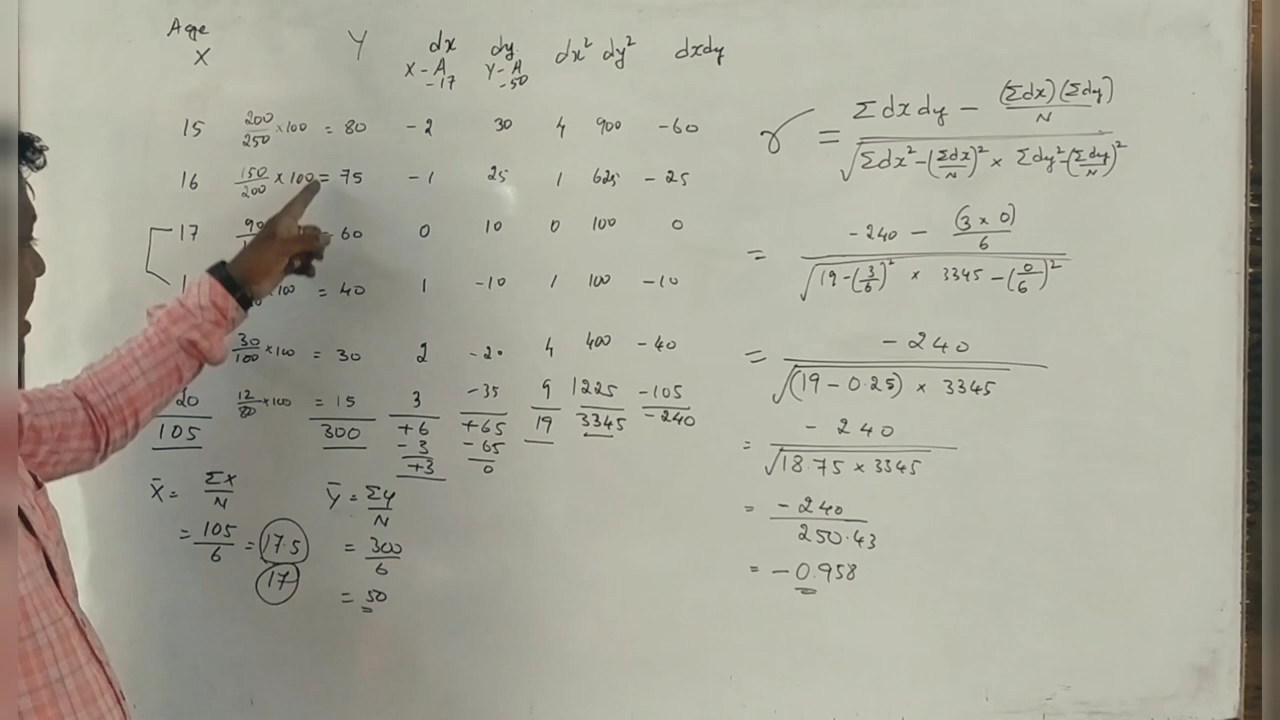 Age
X Y dx dy dx² dy² dxdy
X-A Y-A
-17 -50
15 200/250 ×100 = 80 -2 30 4 900 -60
16 150/200 ×100 = 75 -1 25 1 625 -25
17 90 60 0 10 0 100 0
×100 = 40 1 -10 1 100 -10
30/100 ×100 = 30 2 -20 4 400 -40
20 12/80 ×100 = 15 3 -35 9 1225 -105
105 300 +6 +65 19 3345 -240
-3 -65
+3 0
X̄ = ΣX/N
= 105/6 = 17.5
17
Ȳ = Σy/N
= 300/6
= 50
r = (Σdxdy - (Σdx)(Σdy)/N) / √(Σdx² - (Σdx/N)² × Σdy² - (Σdy/N)²)
= (-240 - (3×0)/6) / √(19 - (3/6)² × 3345 - (0/6)²)
= -240 / √((19 - 0.25) × 3345)
= -240 / √(18.75 × 3345)
= -240 / 250.43
= -0.958